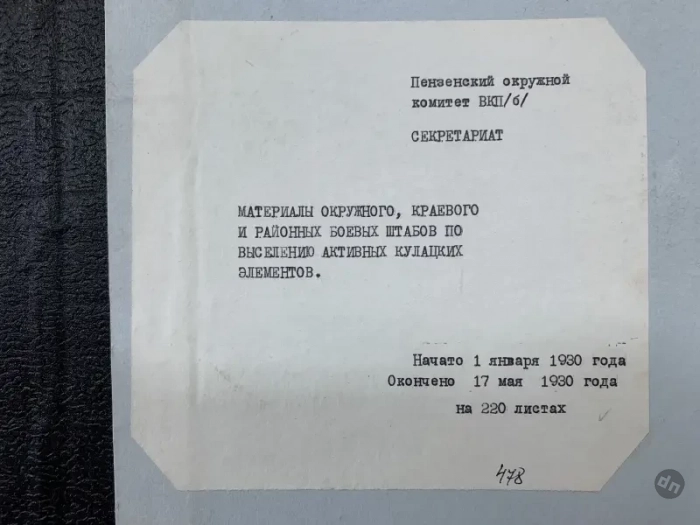 Пензенский окружной
комитет ВКП/б/
СЕКРЕТАРИАТ
МАТЕРИАЛЫ ОКРУЖНОГО, КРАЕВОГО
И РАЙОННЫХ БОЕВЫХ ШТАБОВ ПО
ВЫСЕЛЕНИЮ АКТИВНЫХ КУЛАЦКИХ
ЭЛЕМЕНТОВ.
Начато 1 января 1930 года
Окончено 17 мая 1930 года
на 220 листах
478
dn